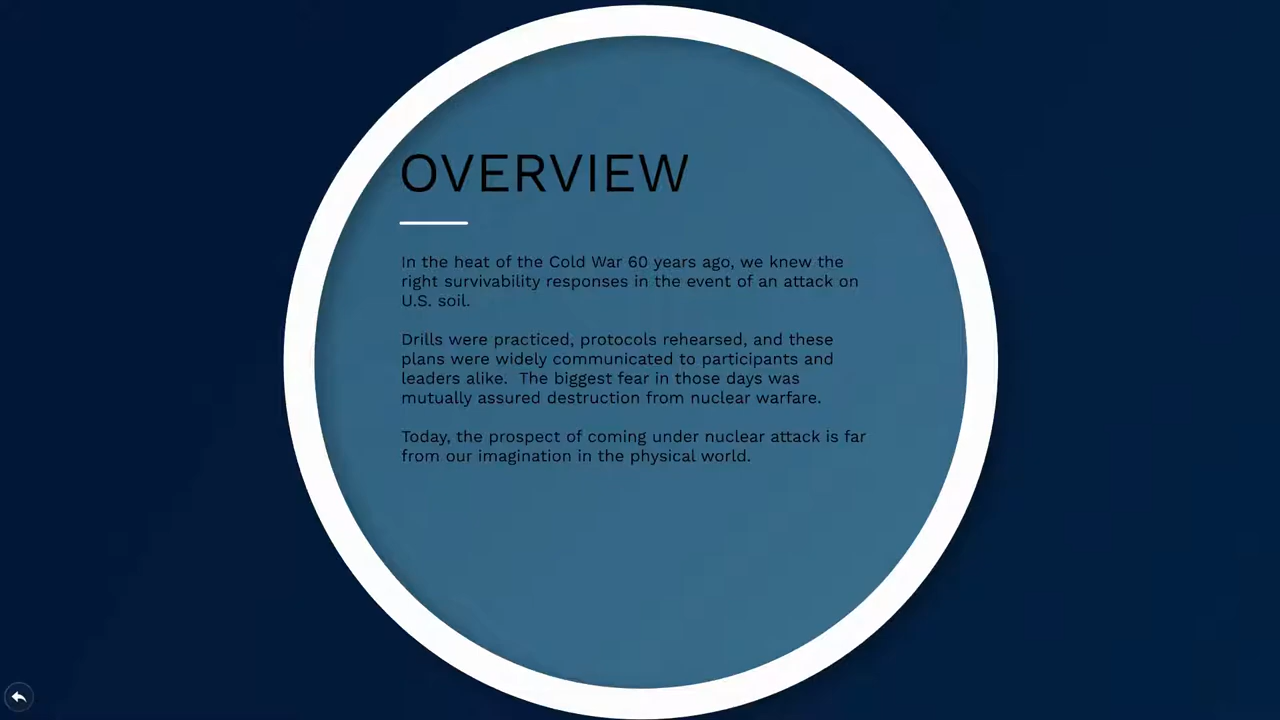 OVERVIEW
In the heat of the Cold War 60 years ago, we knew the
right survivability responses in the event of an attack on
U.S. soil.
Drills were practiced, protocols rehearsed, and these
plans were widely communicated to participants and
leaders alike.  The biggest fear in those days was
mutually assured destruction from nuclear warfare.
Today, the prospect of coming under nuclear attack is far
from our imagination in the physical world.